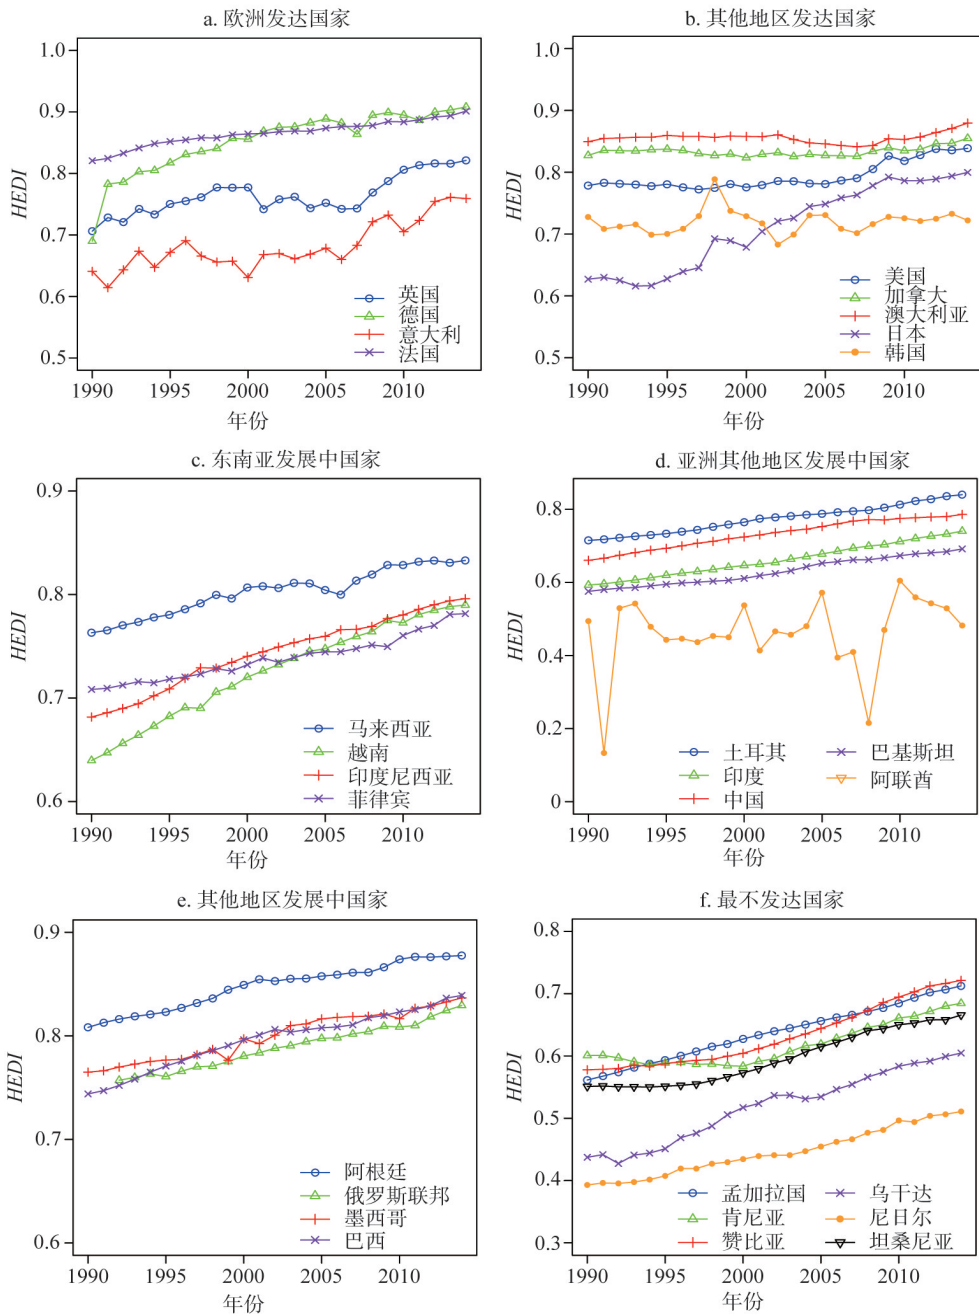 a. 欧洲发达国家
HEDI
1.0
0.9
0.8
0.7
0.6
0.5
英国
德国
意大利
法国
1990 1995 2000 2005 2010
年份
b. 其他地区发达国家
HEDI
1.0
0.9
0.8
0.7
0.6
0.5
美国
加拿大
澳大利亚
日本
韩国
1990 1995 2000 2005 2010
年份
c. 东南亚发展中国家
HEDI
0.9
0.8
0.7
0.6
马来西亚
越南
印度尼西亚
菲律宾
1990 1995 2000 2005 2010
年份
d. 亚洲其他地区发展中国家
HEDI
0.8
0.6
0.4
0.2
0
土耳其 巴基斯坦
印度 阿联酋
中国
1990 1995 2000 2005 2010
年份
e. 其他地区发展中国家
HEDI
0.9
0.8
0.7
0.6
阿根廷
俄罗斯联邦
墨西哥
巴西
1990 1995 2000 2005 2010
年份
f. 最不发达国家
HEDI
0.8
0.7
0.6
0.5
0.4
0.3
孟加拉国 乌干达
肯尼亚 尼日尔
赞比亚 坦桑尼亚
1990 1995 2000 2005 2010
年份